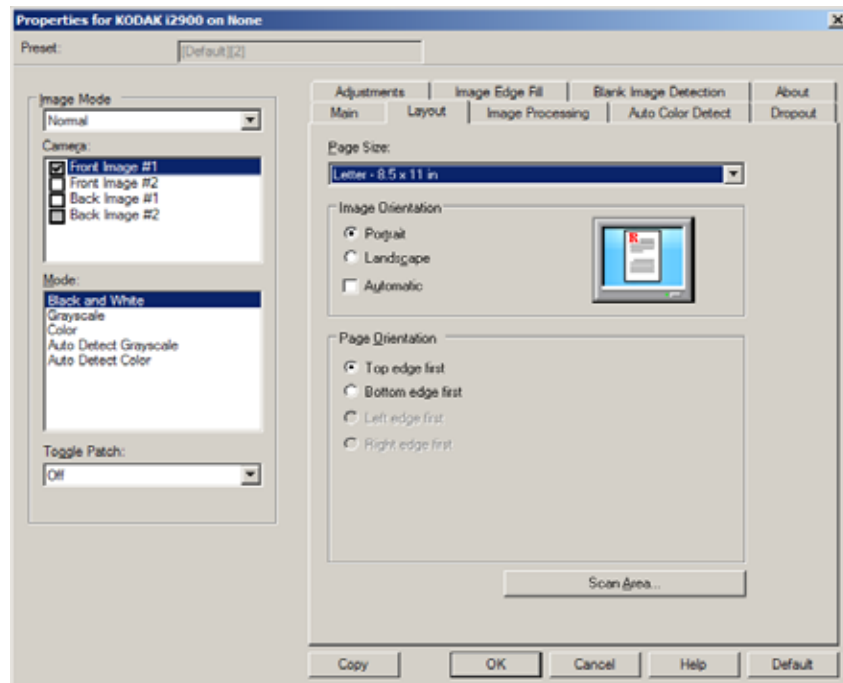 Properties for KODAK i2900 on None
Preset:
[Default][2]
Image Mode
Normal
Camera:
Front Image #1
Front Image #2
Back Image #1
Back Image #2
Mode:
Black and White
Grayscale
Color
Auto Detect Grayscale
Auto Detect Color
Toggle Patch:
Off
Adjustments
Image Edge Fill
Blank Image Detection
About
Main
Layout
Image Processing
Auto Color Detect
Dropout
Page Size:
Letter - 8.5 x 11 in
Image Orientation
Portrait
Landscape
Automatic
R
Page Orientation
Top edge first
Bottom edge first
Left edge first
Right edge first
Scan Area...
Copy
OK
Cancel
Help
Default